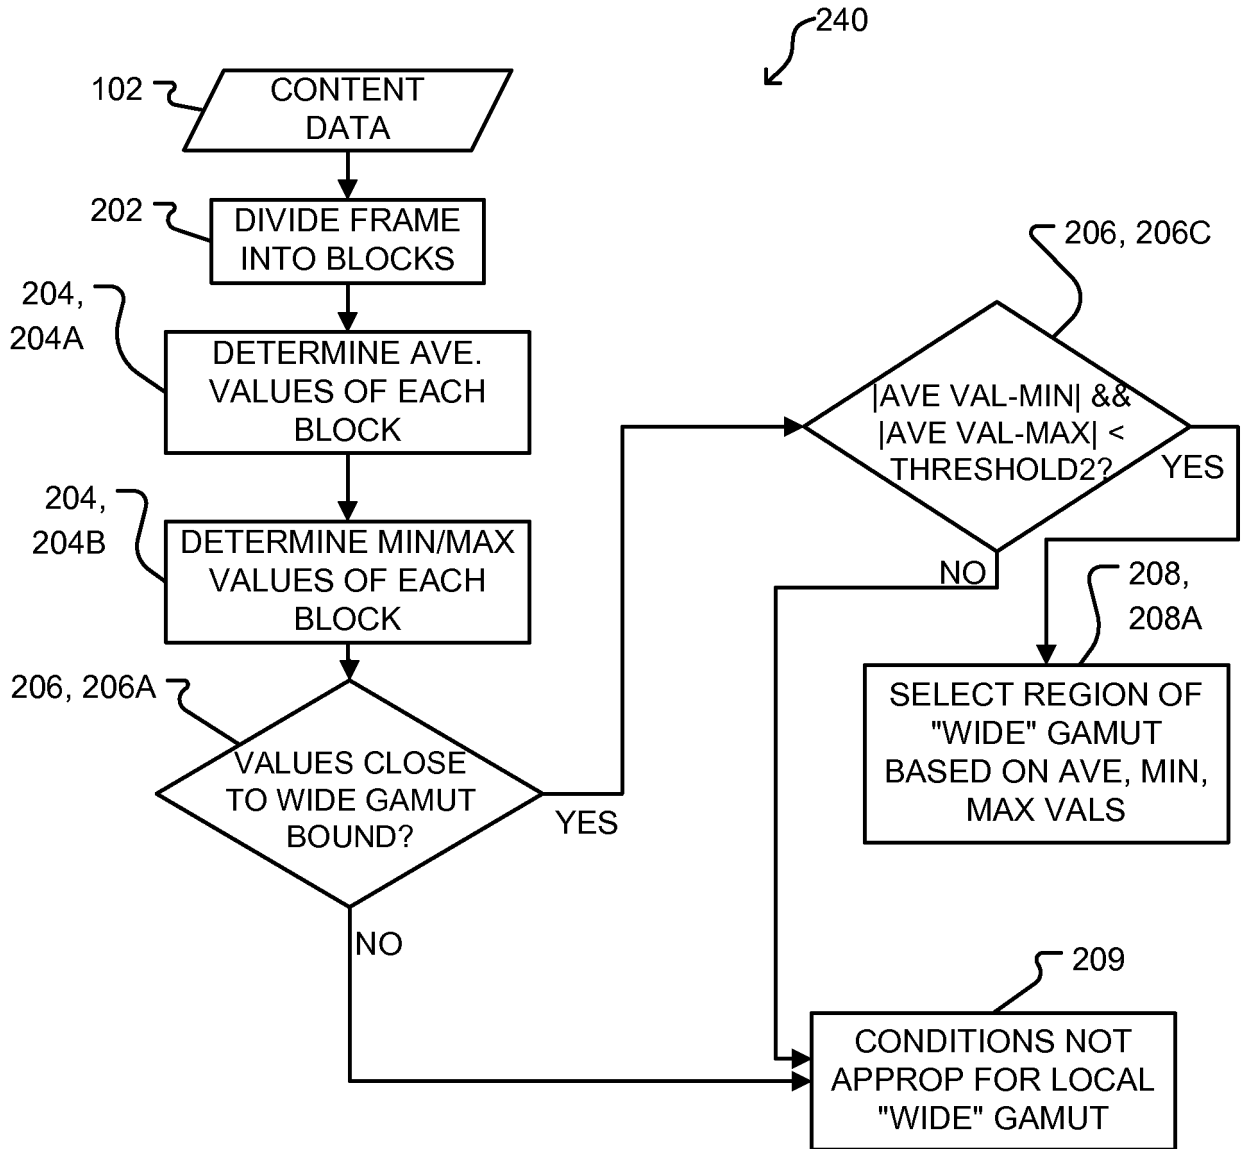 240
102
CONTENT
DATA
202
DIVIDE FRAME
INTO BLOCKS
204,
204A
DETERMINE AVE.
VALUES OF EACH
BLOCK
204,
204B
DETERMINE MIN/MAX
VALUES OF EACH
BLOCK
206, 206A
VALUES CLOSE
TO WIDE GAMUT
BOUND?
YES
NO
206, 206C
|AVE VAL-MIN| &&
|AVE VAL-MAX| <
THRESHOLD2?
YES
NO
208,
208A
SELECT REGION OF
"WIDE" GAMUT
BASED ON AVE, MIN,
MAX VALS
209
CONDITIONS NOT
APPROP FOR LOCAL
"WIDE" GAMUT